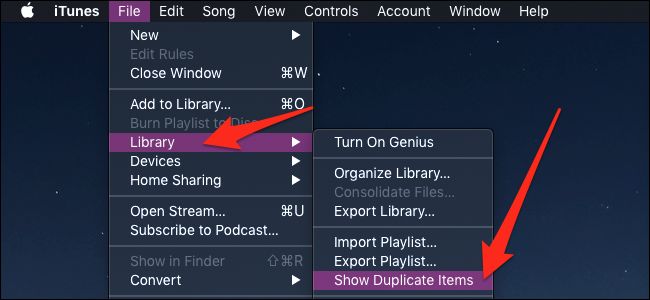 iTunes File Edit Song View Controls Account Window Help
New
Edit Rules
Close Window ⌘W
Add to Library... ⌘O
Burn Playlist to Disc
Library
Devices
Home Sharing
Open Stream... ⌘U
Subscribe to Podcast...
Show in Finder ⇧⌘R
Convert
Turn On Genius
Organize Library...
Consolidate Files...
Export Library...
Import Playlist...
Export Playlist...
Show Duplicate Items